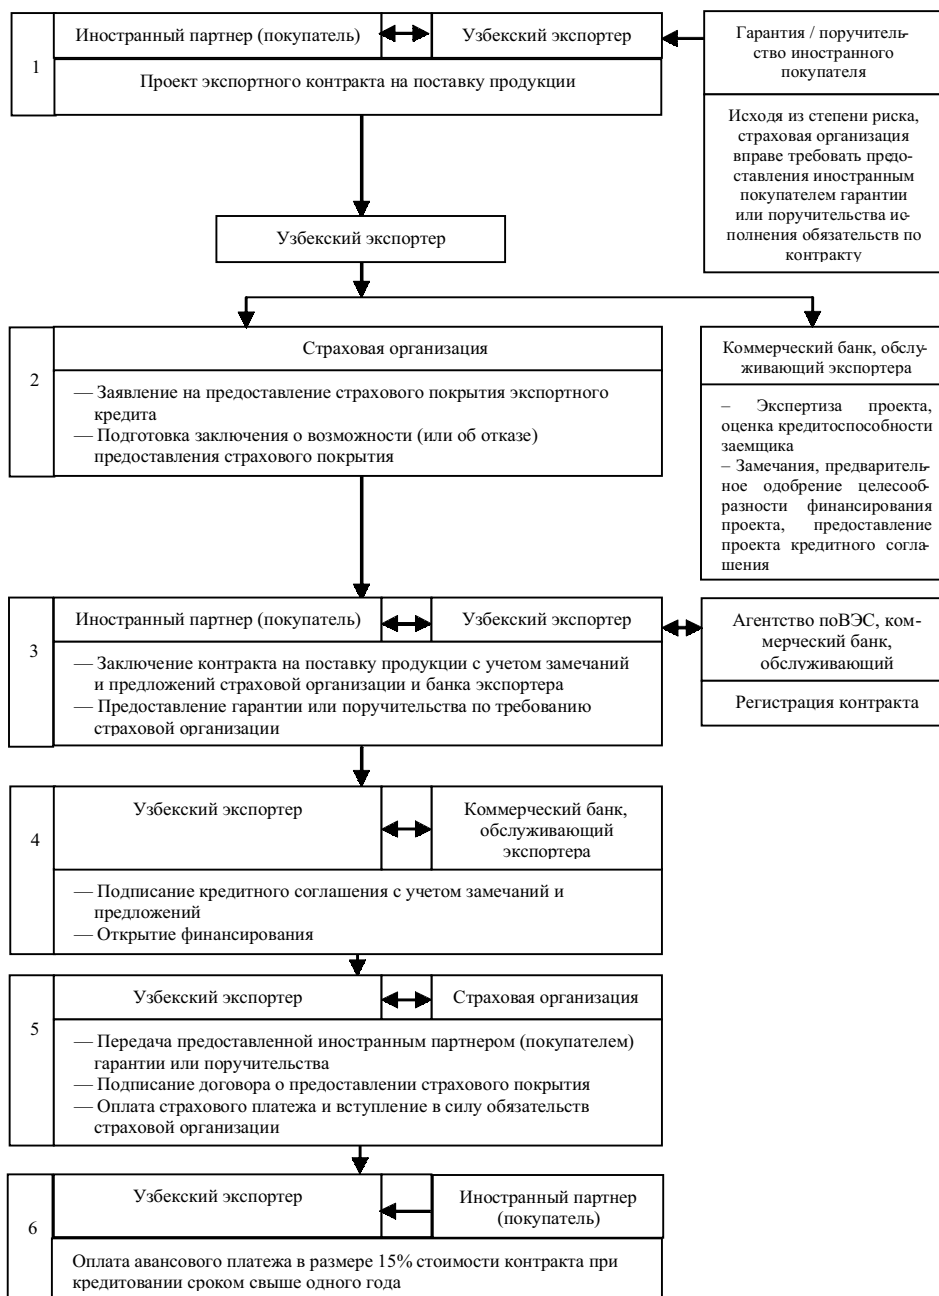 1
Иностранный партнер (покупатель)
Узбекский экспортер
Проект экспортного контракта на поставку продукции
Гарантия / поручитель-
ство иностранного
покупателя
Исходя из степени риска,
страховая организация
вправе требовать предо-
ставления иностранным
покупателем гарантии
или поручительства ис-
полнения обязательств по
контракту
Узбекский экспортер
2
Страховая организация
— Заявление на предоставление страхового покрытия экспортного
кредита
— Подготовка заключения о возможности (или об отказе)
предоставления страхового покрытия
Коммерческий банк, обслу-
живающий экспортера
– Экспертиза проекта,
оценка кредитоспособности
заемщика
– Замечания, предваритель-
ное одобрение целесооб-
разности финансирования
проекта, предоставление
проекта кредитного согла-
шения
3
Иностранный партнер (покупатель)
Узбекский экспортер
— Заключение контракта на поставку продукции с учетом замечаний
и предложений страховой организации и банка экспортера
— Предоставление гарантии или поручительства по требованию
страховой организации
Агентство поВЭС, ком-
мерческий банк,
обслуживающий
Регистрация контракта
4
Узбекский экспортер
Коммерческий банк,
обслуживающий
экспортера
— Подписание кредитного соглашения с учетом замечаний и
предложений
— Открытие финансирования
5
Узбекский экспортер
Страховая организация
— Передача предоставленной иностранным партнером (покупателем)
гарантии или поручительства
— Подписание договора о предоставлении страхового покрытия
— Оплата страхового платежа и вступление в силу обязательств
страховой организации
6
Узбекский экспортер
Иностранный партнер
(покупатель)
Оплата авансового платежа в размере 15% стоимости контракта при
кредитовании сроком свыше одного года